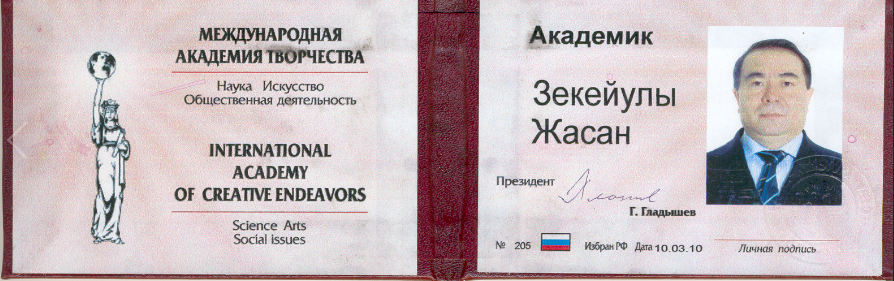 МЕЖДУНАРОДНАЯ
АКАДЕМИЯ ТВОРЧЕСТВА
Наука Искусство
Общественная деятельность
INTERNATIONAL
ACADEMY
OF CREATIVE ENDEAVORS
Science Arts
Social issues
Академик
Зекейулы
Жасан
Президент
Г. Гладышев
№ 205 Избран РФ Дата 10.03.10
Личная подпись